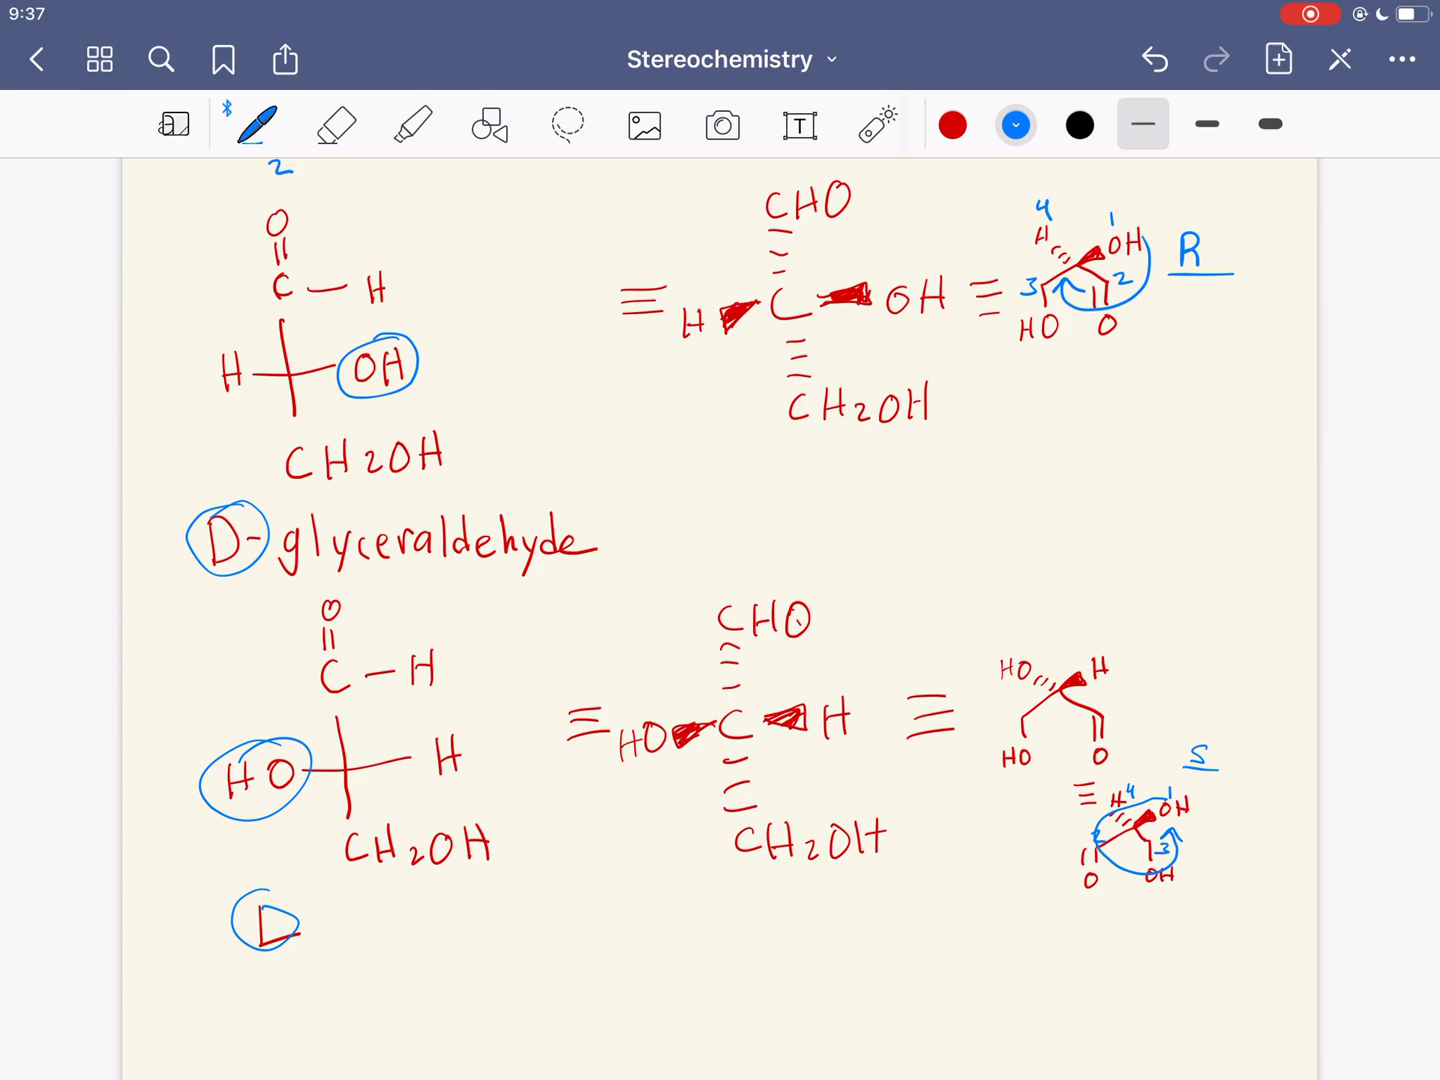 9:37
Stereochemistry
T
2
O
C H
H OH
CH2OH
CHO
H C OH
CH2OH
4 1
H OH
3 2
HO O
R
D-glyceraldehyde
O
C H
HO H
CH2OH
L
CHO
HO C H
CH2OH
HO H
HO O
S
H 4 1
OH
2 3
O OH